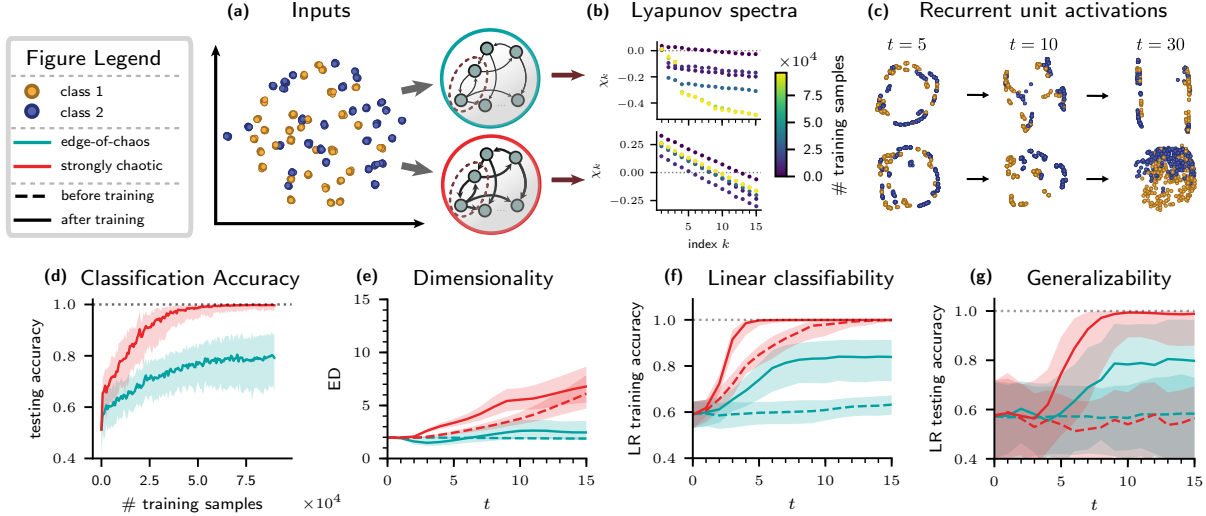 Figure Legend
class 1
class 2
edge-of-chaos
strongly chaotic
before training
after training
(a) Inputs
(b) Lyapunov spectra
0.0
−0.2
−0.4
χk
0.25
0.00
−0.25
χk
5 10 15
index k
×10⁴
7.5
5.0
2.5
0.0
# training samples
(c) Recurrent unit activations
t = 5 t = 10 t = 30
(d) Classification Accuracy
1.0
0.8
0.6
0.4
testing accuracy
0.0 2.5 5.0 7.5
×10⁴
# training samples
(e) Dimensionality
15
10
5
0
ED
0 5 10 15
t
(f) Linear classifiability
1.0
0.8
0.6
0.4
LR training accuracy
0 5 10 15
t
(g) Generalizability
1.0
0.8
0.6
0.4
LR testing accuracy
0 5 10 15
t